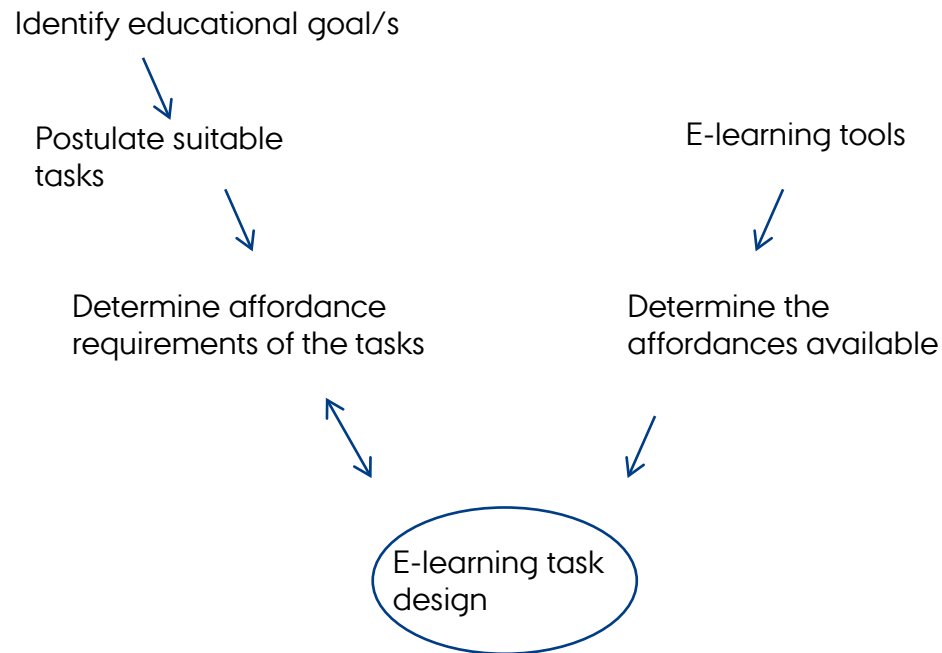 Identify educational goal/s
Postulate suitable
tasks
E-learning tools
Determine affordance
requirements of the tasks
Determine the
affordances available
E-learning task
design